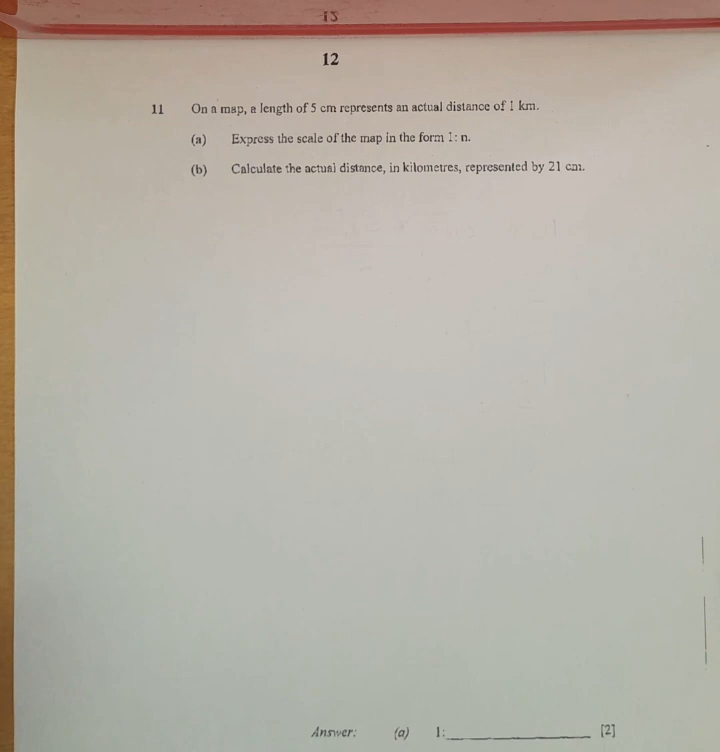 13
12
11 On a map, a length of 5 cm represents an actual distance of 1 km.
(a) Express the scale of the map in the form 1: n.
(b) Calculate the actual distance, in kilometres, represented by 21 cm.
Answer: (a) 1:____________________ [2]